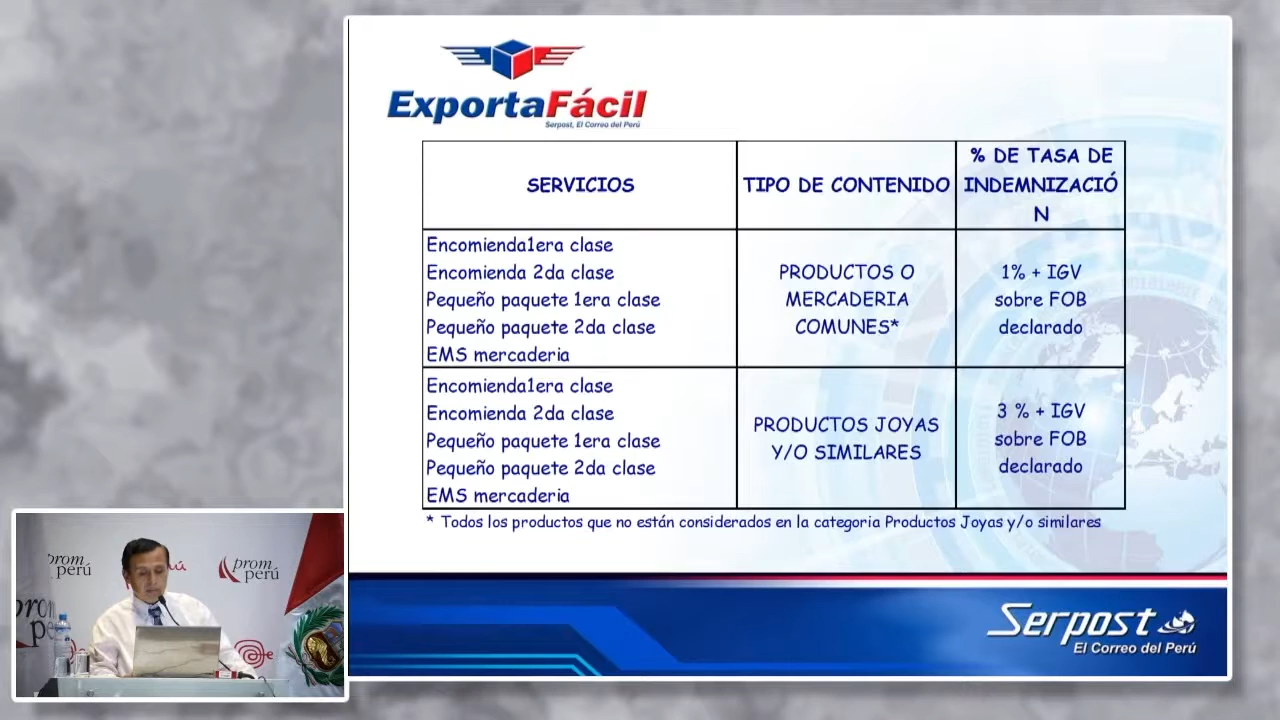 ExportaFácil
Serpost, El Correo del Perú
SERVICIOS
TIPO DE CONTENIDO
% DE TASA DE
INDEMNIZACIÓ
N
Encomienda1era clase
Encomienda 2da clase
Pequeño paquete 1era clase
Pequeño paquete 2da clase
EMS mercaderia
PRODUCTOS O
MERCADERIA
COMUNES*
1% + IGV
sobre FOB
declarado
Encomienda1era clase
Encomienda 2da clase
Pequeño paquete 1era clase
Pequeño paquete 2da clase
EMS mercaderia
PRODUCTOS JOYAS
Y/O SIMILARES
3 % + IGV
sobre FOB
declarado
* Todos los productos que no están considerados en la categoria Productos Joyas y/o similares
Serpost
El Correo del Perú
prom
perú
prom
perú